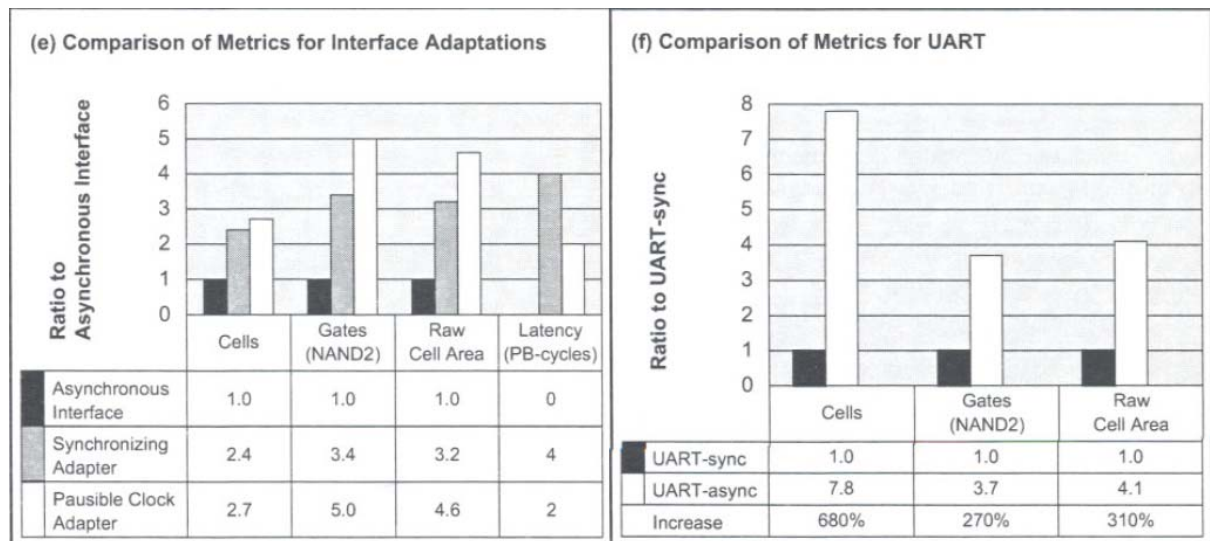 (e) Comparison of Metrics for Interface Adaptations
Ratio to
Asynchronous Interface
6
5
4
3
2
1
0
Cells
Gates
(NAND2)
Raw
Cell Area
Latency
(PB-cycles)
Asynchronous
Interface
1.0
1.0
1.0
0
Synchronizing
Adapter
2.4
3.4
3.2
4
Pausible Clock
Adapter
2.7
5.0
4.6
2
(f) Comparison of Metrics for UART
Ratio to UART-sync
8
7
6
5
4
3
2
1
0
Cells
Gates
(NAND2)
Raw
Cell Area
UART-sync
1.0
1.0
1.0
UART-async
7.8
3.7
4.1
Increase
680%
270%
310%